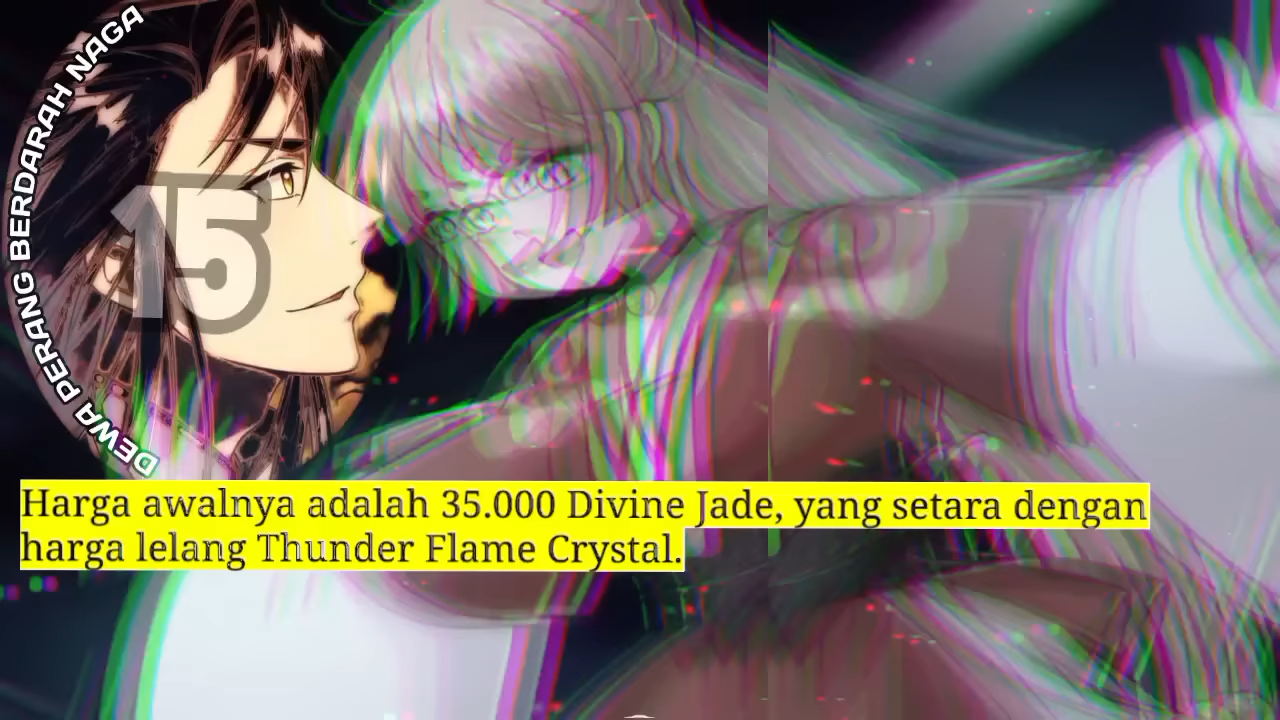 DEWA PERANG BERDARAH NAGA
15
Harga awalnya adalah 35.000 Divine Jade, yang setara dengan
harga lelang Thunder Flame Crystal.